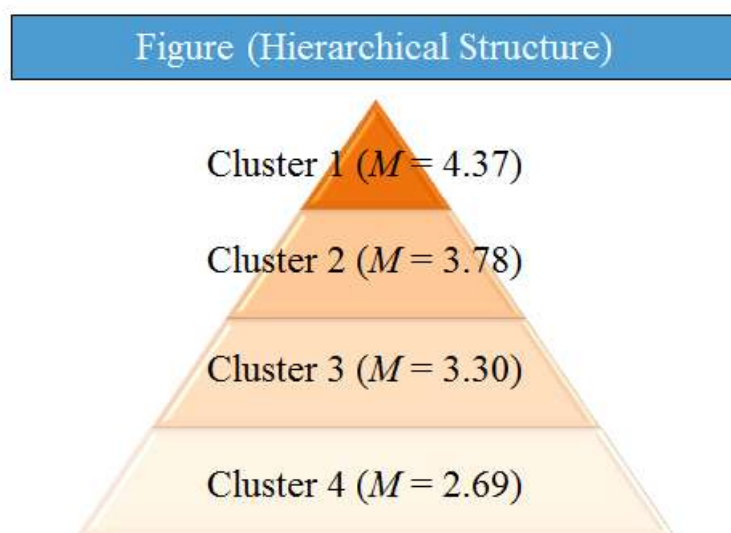 Figure (Hierarchical Structure)
Cluster 1 (M = 4.37)
Cluster 2 (M = 3.78)
Cluster 3 (M = 3.30)
Cluster 4 (M = 2.69)